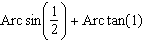 Arc sin(1/2) + Arc tan(1)